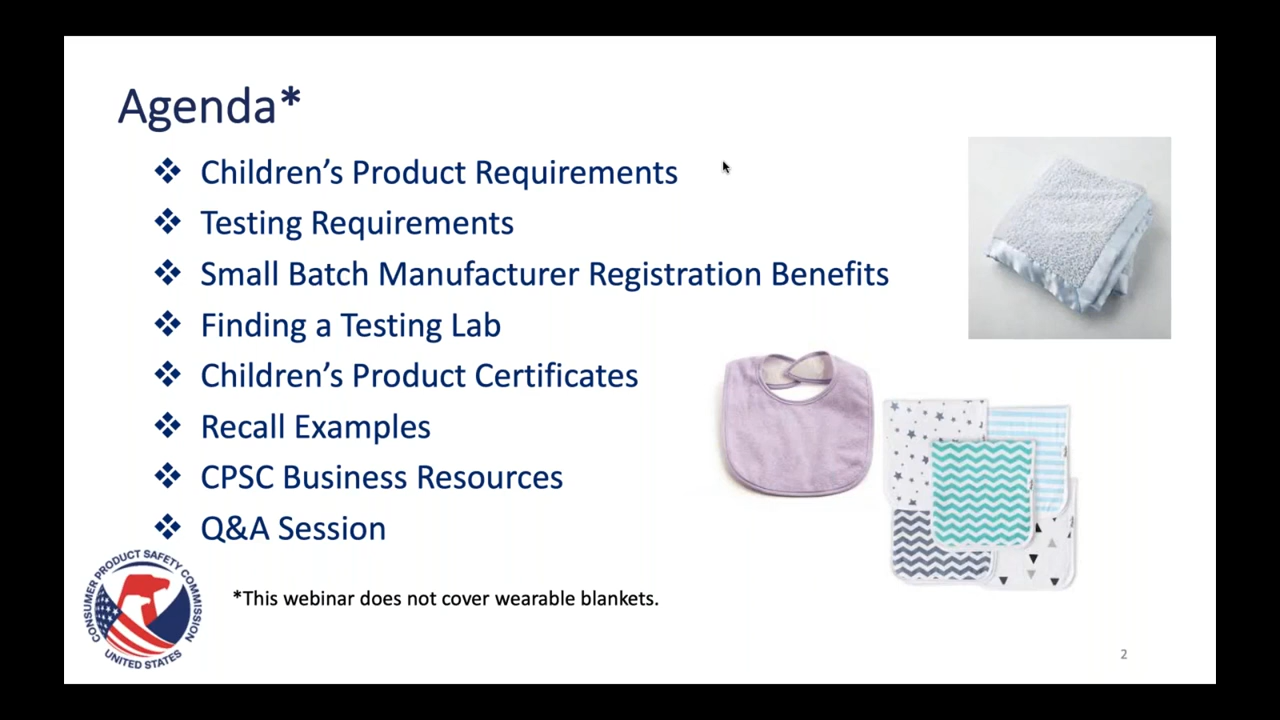 Agenda*
❖ Children’s Product Requirements
❖ Testing Requirements
❖ Small Batch Manufacturer Registration Benefits
❖ Finding a Testing Lab
❖ Children’s Product Certificates
❖ Recall Examples
❖ CPSC Business Resources
❖ Q&A Session
CONSUMER PRODUCT SAFETY COMMISSION
UNITED STATES
*This webinar does not cover wearable blankets.
2